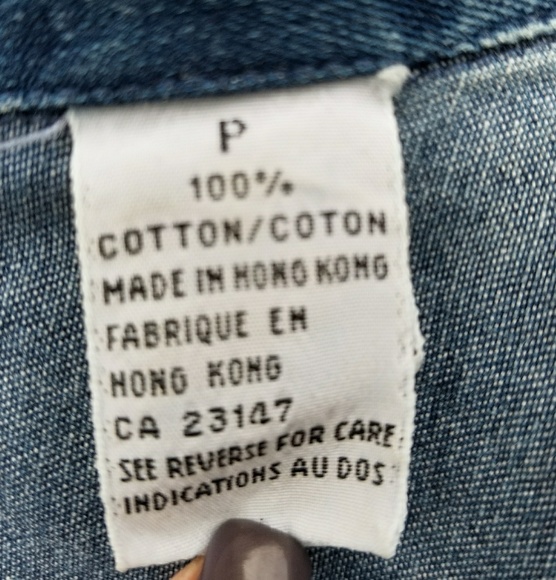 P
100%
COTTON/COTON
MADE IN HONG KONG
FABRIQUE EN
HONG KONG
CA 23147
SEE REVERSE FOR CARE
INDICATIONS AU DOS